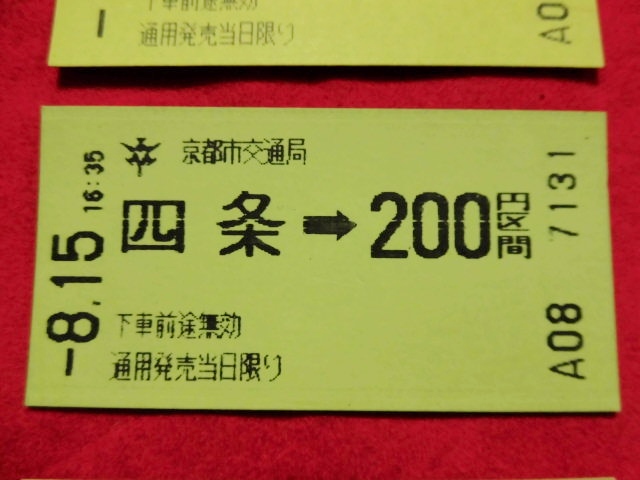 下車前途無効
通用発売当日限り
A0
京都市交通局
四条➡200円区間
下車前途無効
通用発売当日限り
-8.15 16:35
A08 7131